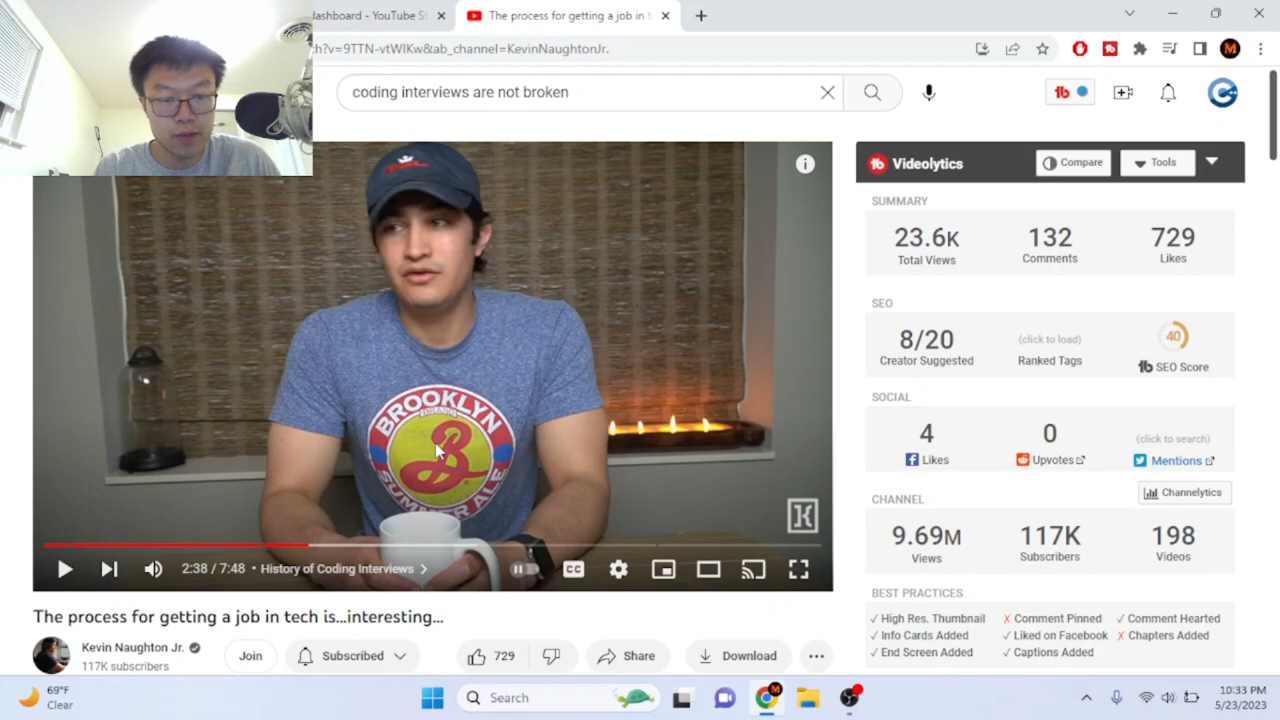 dashboard - YouTube St
The process for getting a job in t
ch?v=9TTN-vtWIKw&ab_channel=KevinNaughtonJr.
coding interviews are not broken
Videolytics
Compare
Tools
SUMMARY
23.6K
132
729
Total Views
Comments
Likes
SEO
8/20
(click to load)
40
Creator Suggested
Ranked Tags
SEO Score
SOCIAL
4
0
(click to search)
Likes
Upvotes
Mentions
CHANNEL
Channelytics
9.69M
117K
198
Views
Subscribers
Videos
BEST PRACTICES
✓ High Res. Thumbnail
✗ Comment Pinned
✓ Comment Hearted
✓ Info Cards Added
✓ Liked on Facebook
✗ Chapters Added
✓ End Screen Added
✓ Captions Added
BROOKLYN
BRAND
B
SUMMER ALE
2:38 / 7:48 • History of Coding Interviews
CC
The process for getting a job in tech is...interesting...
Kevin Naughton Jr.
117K subscribers
Join
Subscribed
729
Share
Download
69°F
Clear
Search
10:33 PM
5/23/2023